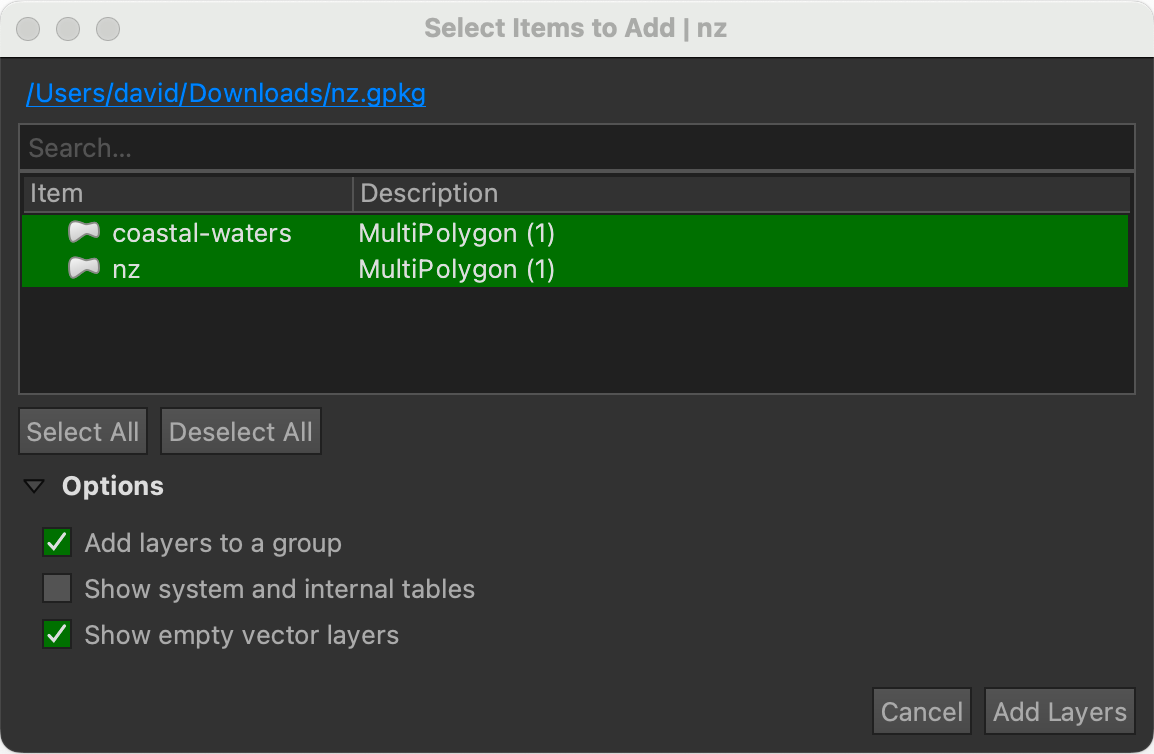 Select Items to Add | nz
/Users/david/Downloads/nz.gpkg
Search...
Item Description
coastal-waters MultiPolygon (1)
nz MultiPolygon (1)
Select All Deselect All
Options
Add layers to a group
Show system and internal tables
Show empty vector layers
Cancel Add Layers